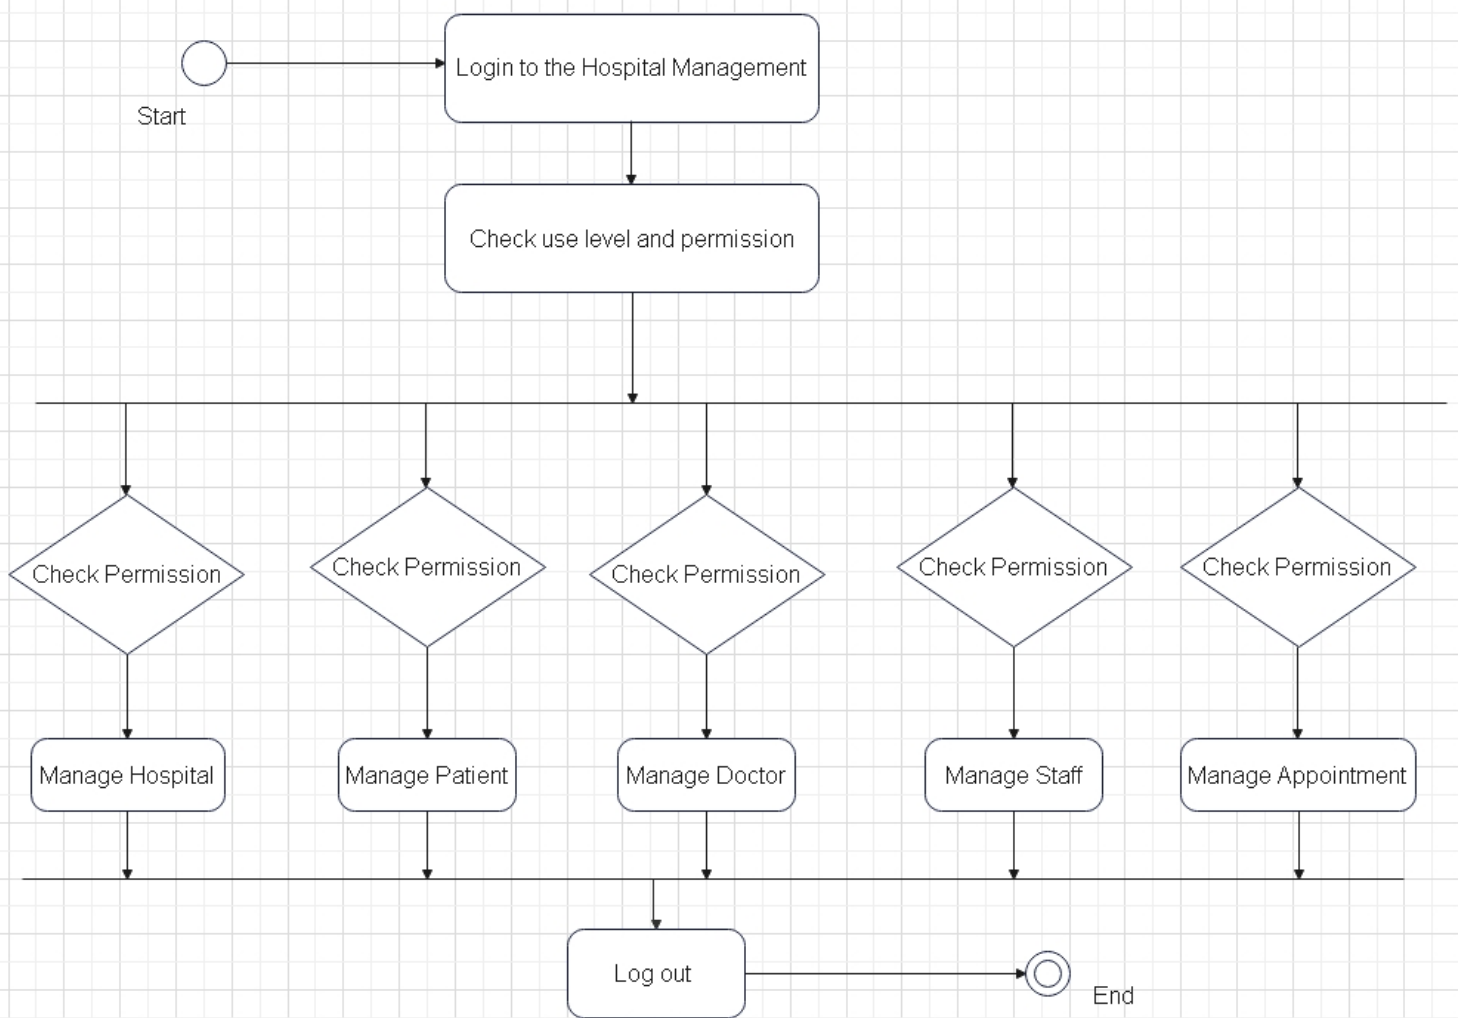 Login to the Hospital Management
Start
Check use level and permission
Check Permission
Check Permission
Check Permission
Check Permission
Check Permission
Manage Hospital
Manage Patient
Manage Doctor
Manage Staff
Manage Appointment
Log out
End